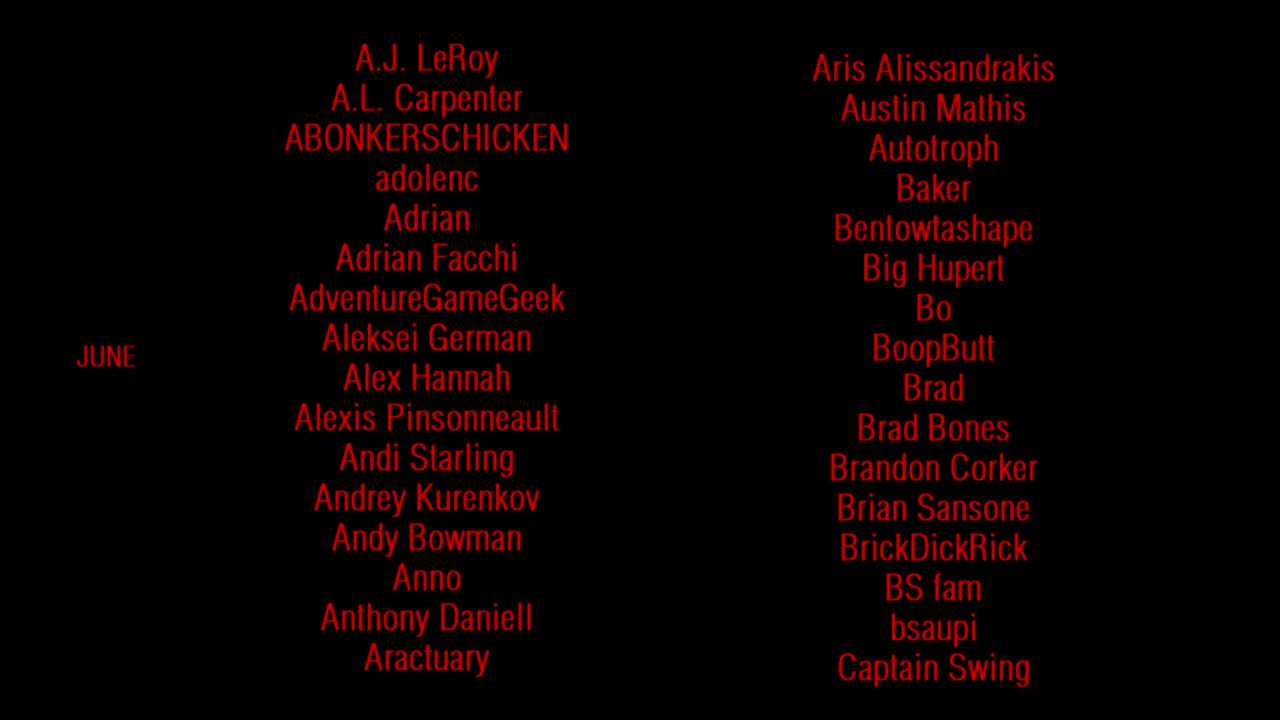 JUNE
A.J. LeRoy
A.L. Carpenter
ABONKERSCHICKEN
adolenc
Adrian
Adrian Facchi
AdventureGameGeek
Aleksei German
Alex Hannah
Alexis Pinsonneault
Andi Starling
Andrey Kurenkov
Andy Bowman
Anno
Anthony Daniell
Aractuary
Aris Alissandrakis
Austin Mathis
Autotroph
Baker
Bentowtashape
Big Hupert
Bo
BoopButt
Brad
Brad Bones
Brandon Corker
Brian Sansone
BrickDickRick
BS fam
bsaupi
Captain Swing